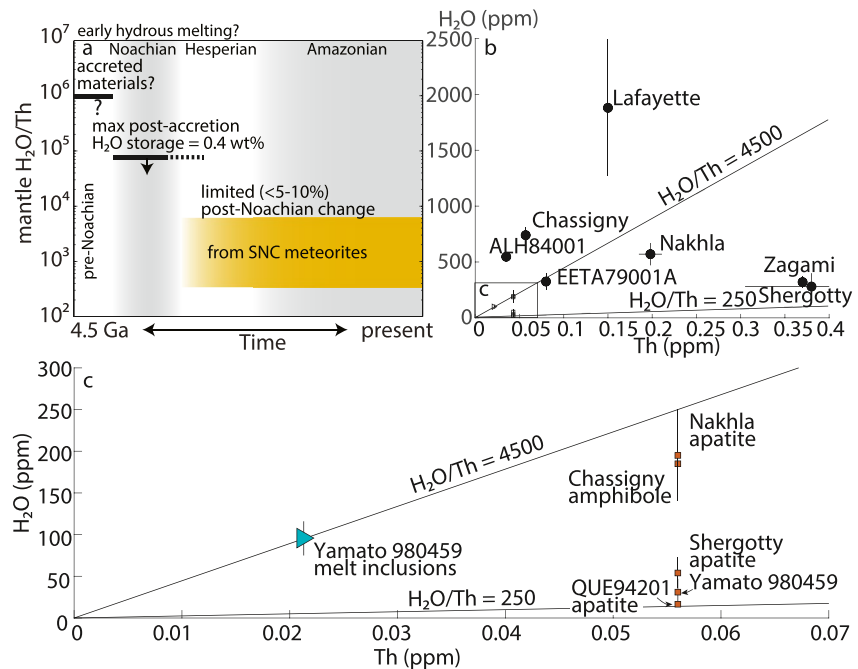 early hydrous melting?
a
Noachian
Hesperian
Amazonian
accreted
materials?
?
max post-accretion
H₂O storage = 0.4 wt%
limited (<5-10%)
post-Noachian change
from SNC meteorites
pre-Noachian
mantle H₂O/Th
10⁷
10⁶
10⁵
10⁴
10³
10²
4.5 Ga
Time
present
H₂O (ppm)
b
2500
2000
1500
1000
500
0
Lafayette
H₂O/Th = 4500
Chassigny
ALH84001
Nakhla
EETA79001A
Zagami
Shergotty
H₂O/Th = 250
c
0
0.05
0.1
0.15
0.2
0.25
0.3
0.35
0.4
Th (ppm)
c
300
250
200
150
100
50
0
H₂O (ppm)
H₂O/Th = 4500
Nakhla
apatite
Chassigny
amphibole
Yamato 980459
melt inclusions
Shergotty
apatite
Yamato 980459
QUE94201
apatite
H₂O/Th = 250
0
0.01
0.02
0.03
0.04
0.05
0.06
0.07
Th (ppm)